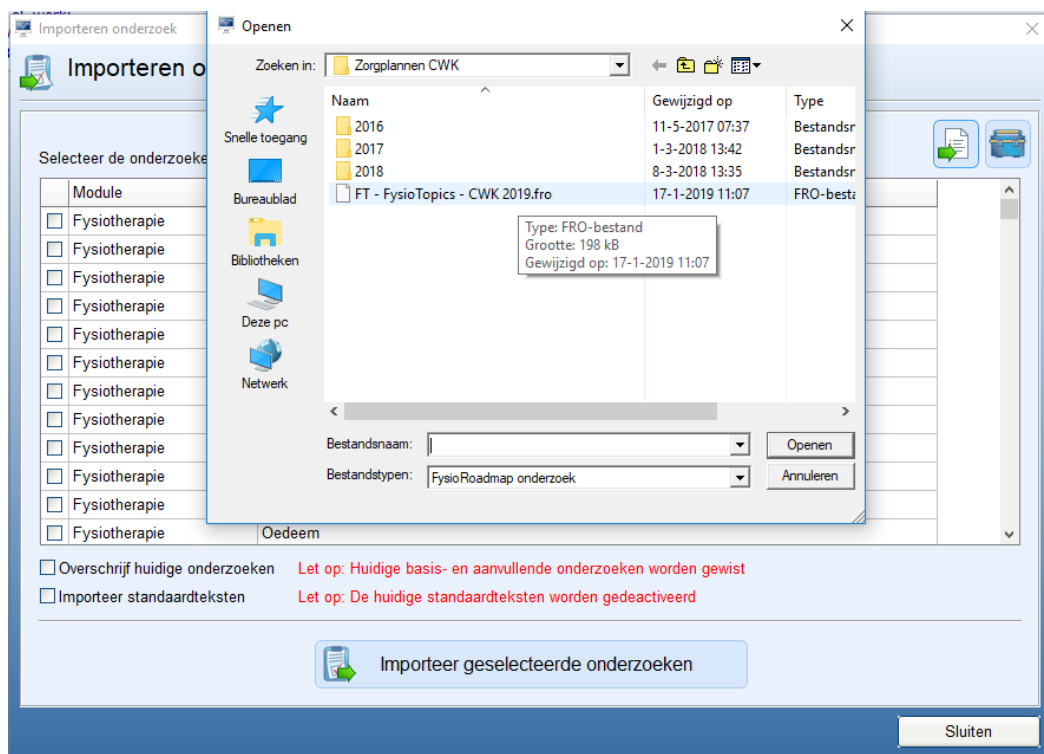 Importeren onderzoek
Importeren o
Selecteer de onderzoeke
Module
Fysiotherapie
Fysiotherapie
Fysiotherapie
Fysiotherapie
Fysiotherapie
Fysiotherapie
Fysiotherapie
Fysiotherapie
Fysiotherapie
Fysiotherapie
Fysiotherapie
Fysiotherapie Oedeem
Openen
Zoeken in: Zorgplannen CWK
Snelle toegang
Bureaublad
Bibliotheken
Deze pc
Netwerk
Naam Gewijzigd op Type
2016 11-5-2017 07:37 Bestandsr
2017 1-3-2018 13:42 Bestandsr
2018 8-3-2018 13:35 Bestandsr
FT - FysioTopics - CWK 2019.fro 17-1-2019 11:07 FRO-besta
Type: FRO-bestand
Grootte: 198 kB
Gewijzigd op: 17-1-2019 11:07
Bestandsnaam: Openen
Bestandstypen: FysioRoadmap onderzoek Annuleren
Overschrijf huidige onderzoeken Let op: Huidige basis- en aanvullende onderzoeken worden gewist
Importeer standaardteksten Let op: De huidige standaardteksten worden gedeactiveerd
Importeer geselecteerde onderzoeken
Sluiten